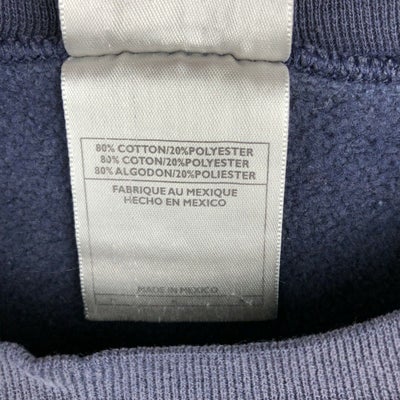 80% COTTON/20%POLYESTER
80% COTON/20%POLYESTER
80% ALGODON/20%POLIESTER
FABRIQUE AU MEXIQUE
HECHO EN MEXICO
MADE IN MEXICO